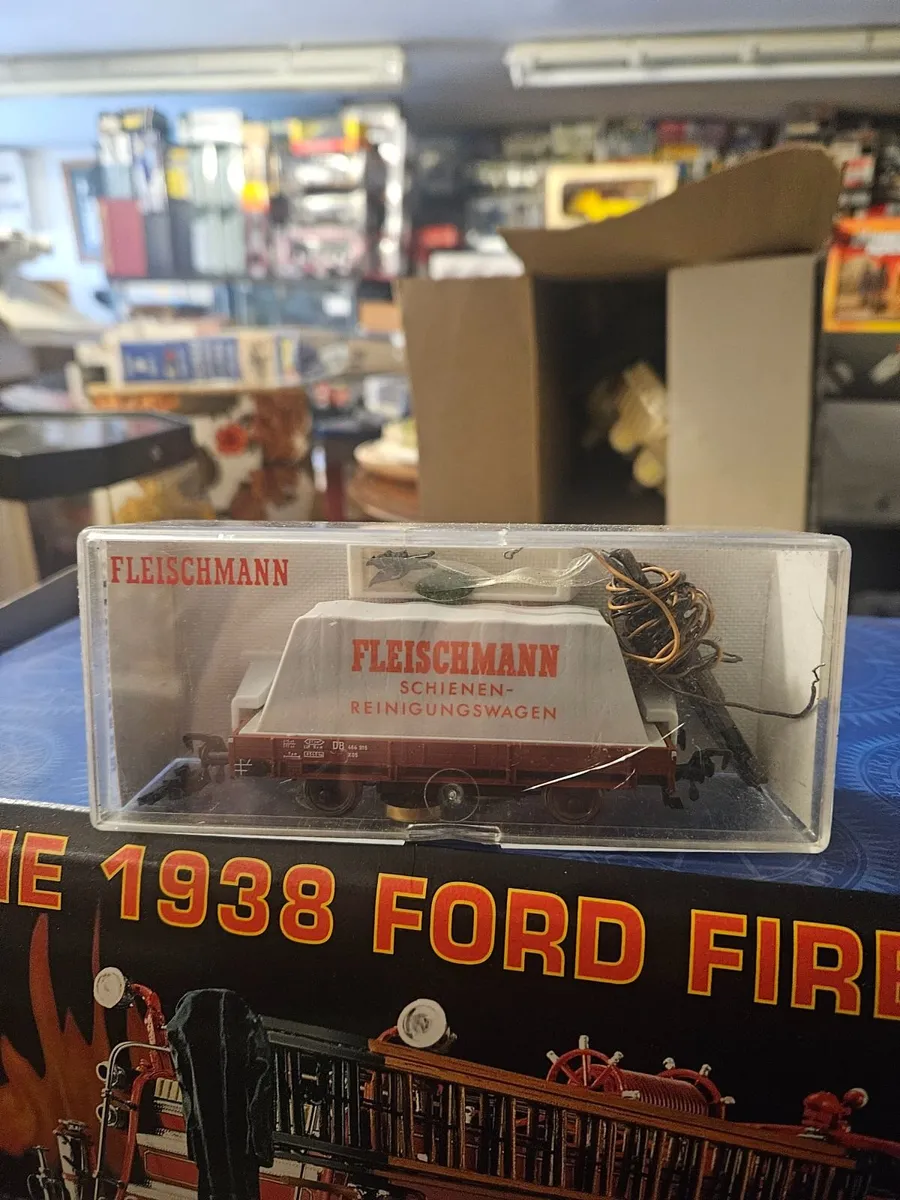 FLEISCHMANN
FLEISCHMANN
SCHIENEN-
REINIGUNGSWAGEN
DB
1938 FORD FIRE